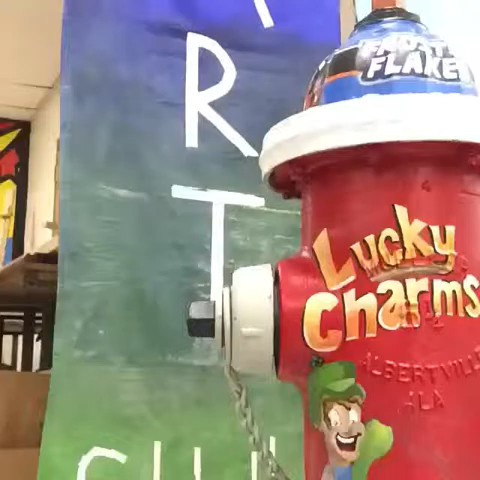 R
T
FROSTED
FLAKES
Lucky
Charms
ALBERTVILLE
ALA